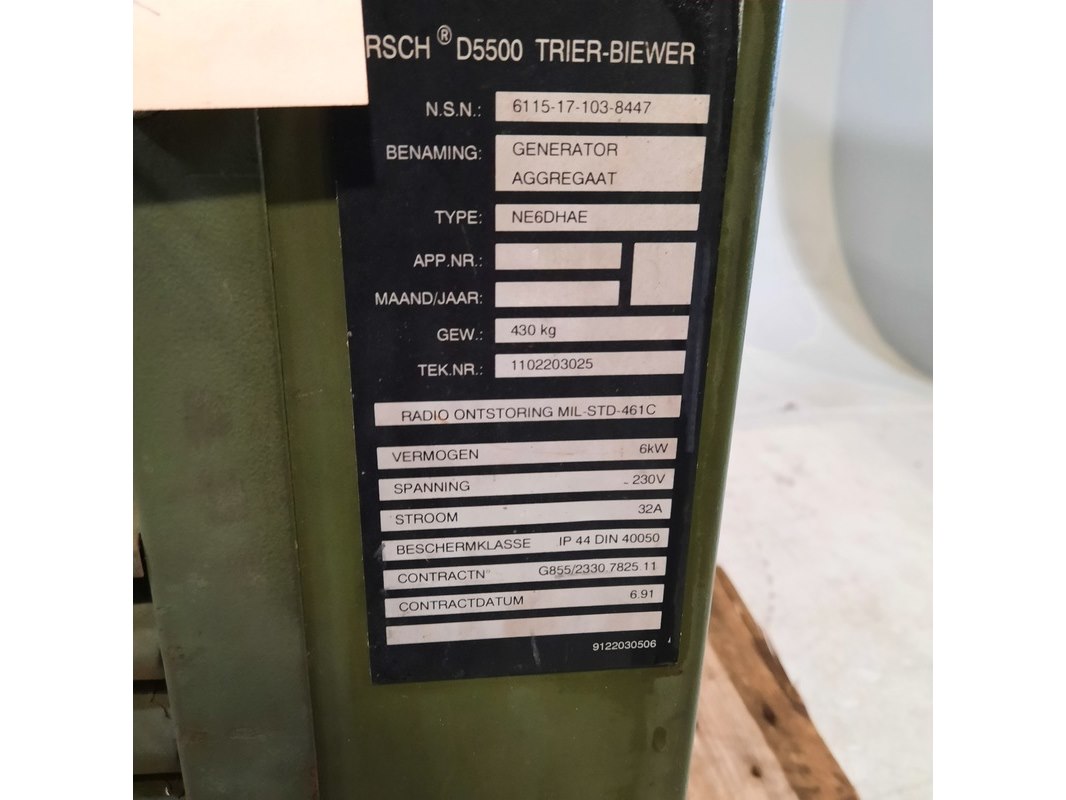 RSCH ® D5500 TRIER-BIEWER
N.S.N.: 6115-17-103-8447
BENAMING: GENERATOR
AGGREGAAT
TYPE: NE6DHAE
APP.NR.:
MAAND/JAAR:
GEW.: 430 kg
TEK.NR.: 1102203025
RADIO ONTSTORING MIL-STD-461C
VERMOGEN 6kW
SPANNING ~ 230V
STROOM 32A
BESCHERMKLASSE IP 44 DIN 40050
CONTRACTN° G855/2330.7825.11
CONTRACTDATUM 6.91
9122030506